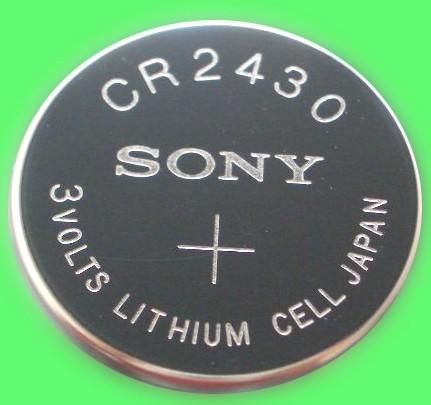 CR2430
SONY
+
3VOLTS LITHIUM CELL JAPAN